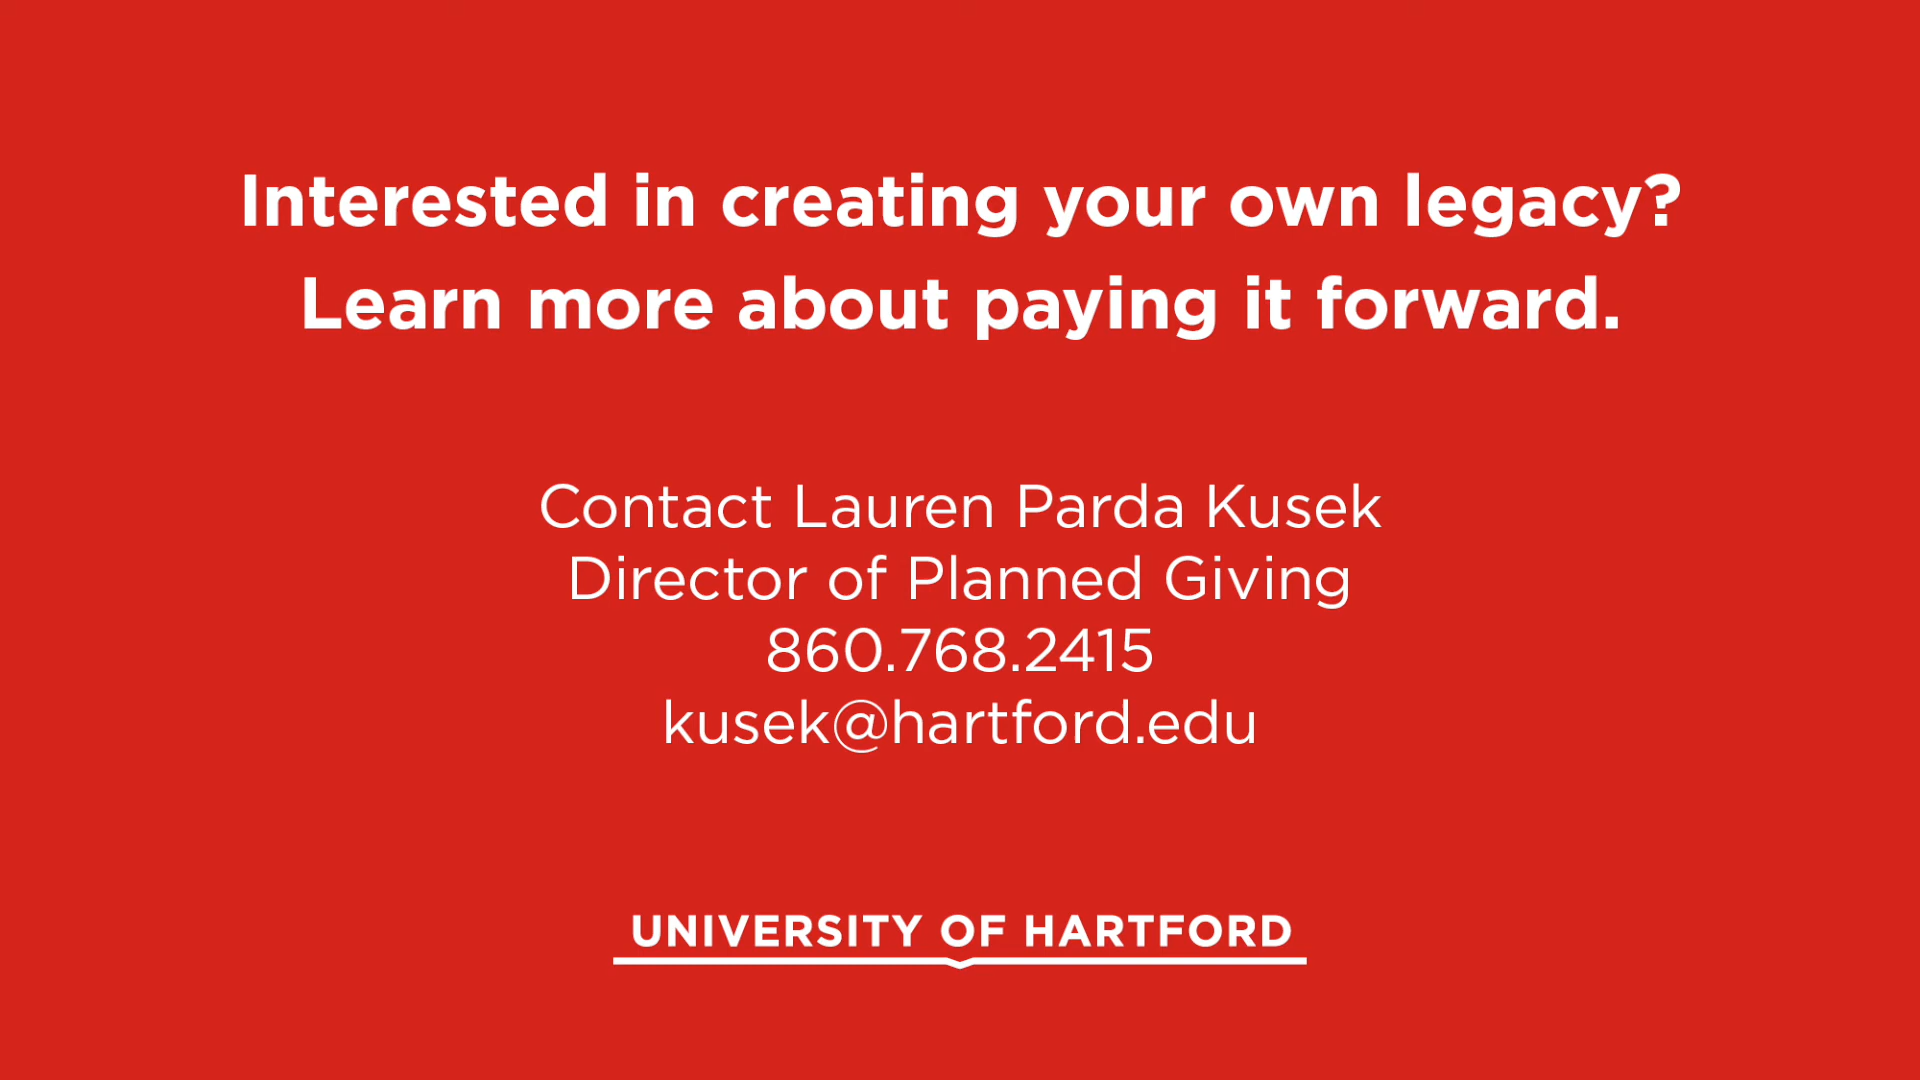 Interested in creating your own legacy?
Learn more about paying it forward.
Contact Lauren Parda Kusek
Director of Planned Giving
860.768.2415
kusek@hartford.edu
UNIVERSITY OF HARTFORD